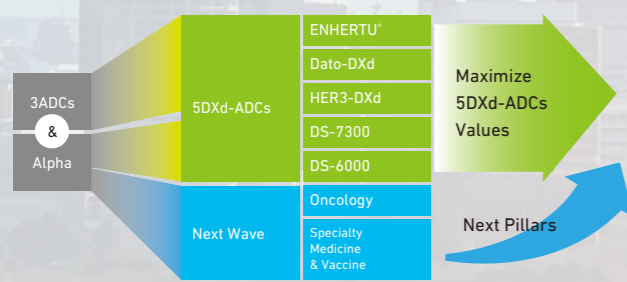 3ADCs
&
Alpha
5DXd-ADCs
Next Wave
ENHERTU®
Dato-DXd
HER3-DXd
DS-7300
DS-6000
Oncology
Specialty
Medicine
& Vaccine
Maximize
5DXd-ADCs
Values
Next Pillars